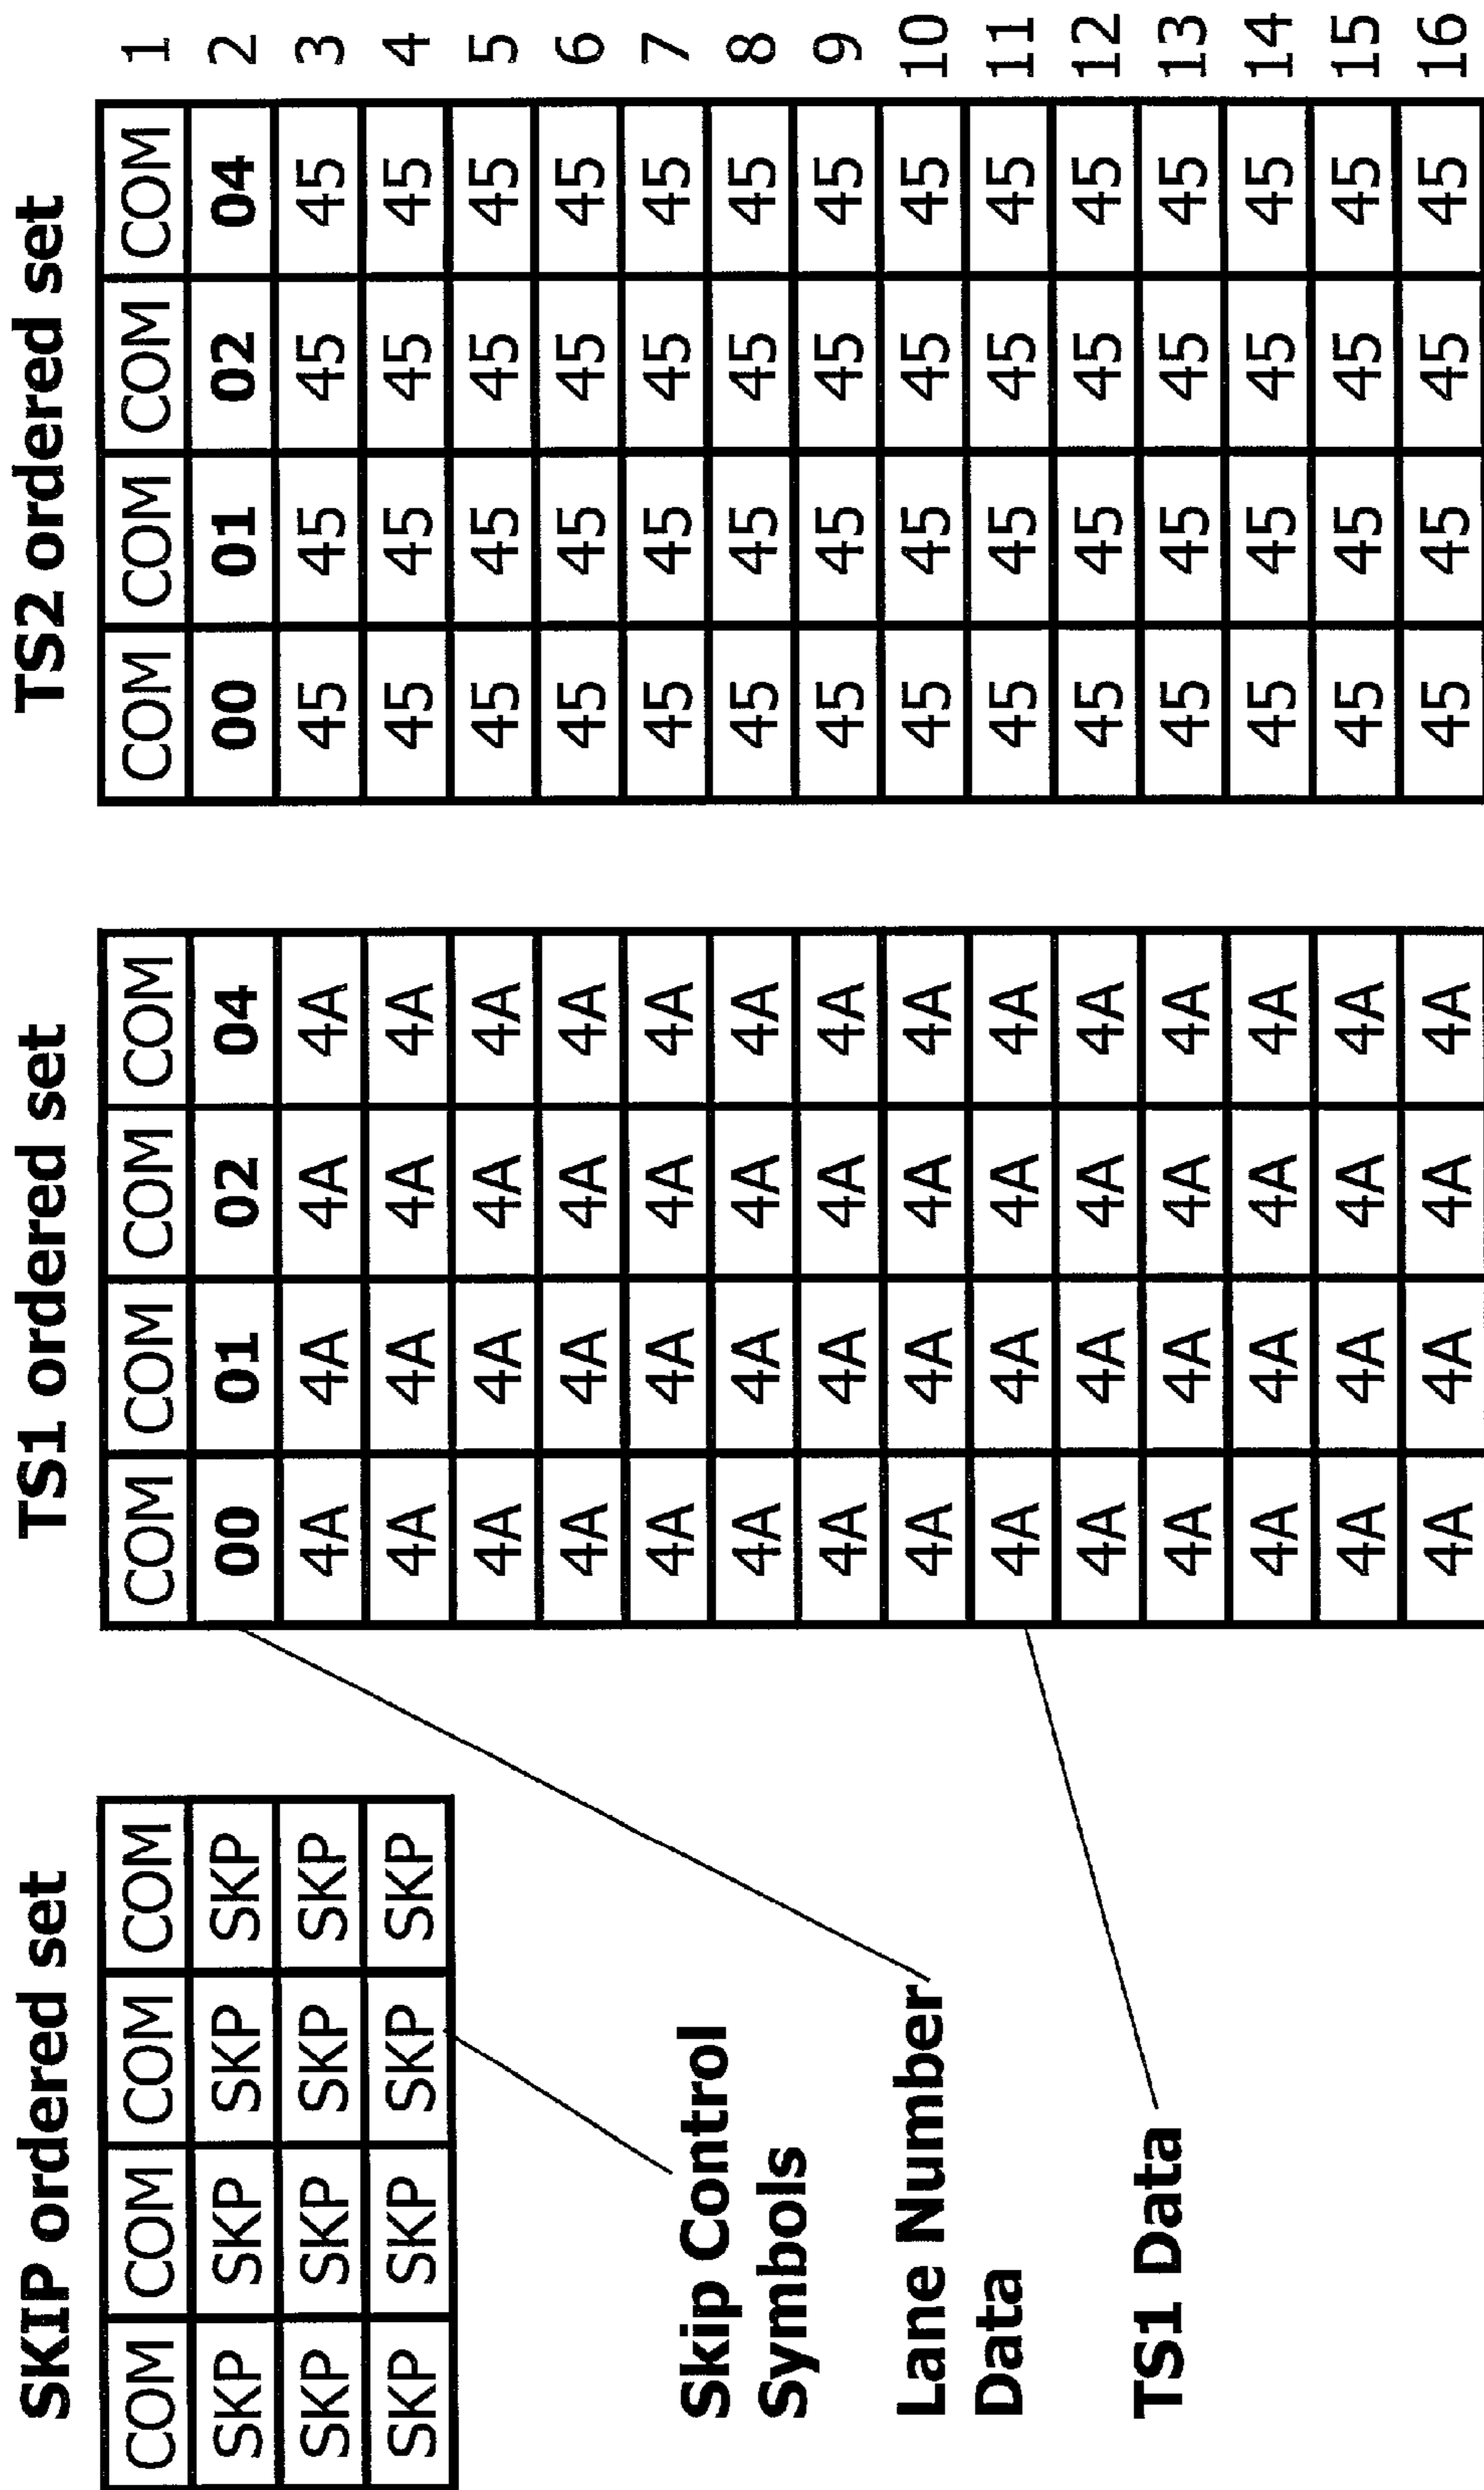 SKIP ordered set TS1 ordered set TS2 ordered set
COM COM COM COM COM COM COM COM COM COM COM COM 1
SKP SKP SKP SKP 00 01 02 04 00 01 02 04 2
SKP SKP SKP SKP 4A 4A 4A 4A 45 45 45 45 3
SKP SKP SKP SKP 4A 4A 4A 4A 45 45 45 45 4
4A 4A 4A 4A 45 45 45 45 5
4A 4A 4A 4A 45 45 45 45 6
4A 4A 4A 4A 45 45 45 45 7
Skip Control 4A 4A 4A 4A 45 45 45 45 8
Symbols 4A 4A 4A 4A 45 45 45 45 9
Lane Number 4A 4A 4A 4A 45 45 45 45 10
Data 4A 4A 4A 4A 45 45 45 45 11
4A 4A 4A 4A 45 45 45 45 12
TS1 Data 4A 4A 4A 4A 45 45 45 45 13
4A 4A 4A 4A 45 45 45 45 14
4A 4A 4A 4A 45 45 45 45 15
4A 4A 4A 4A 45 45 45 45 16